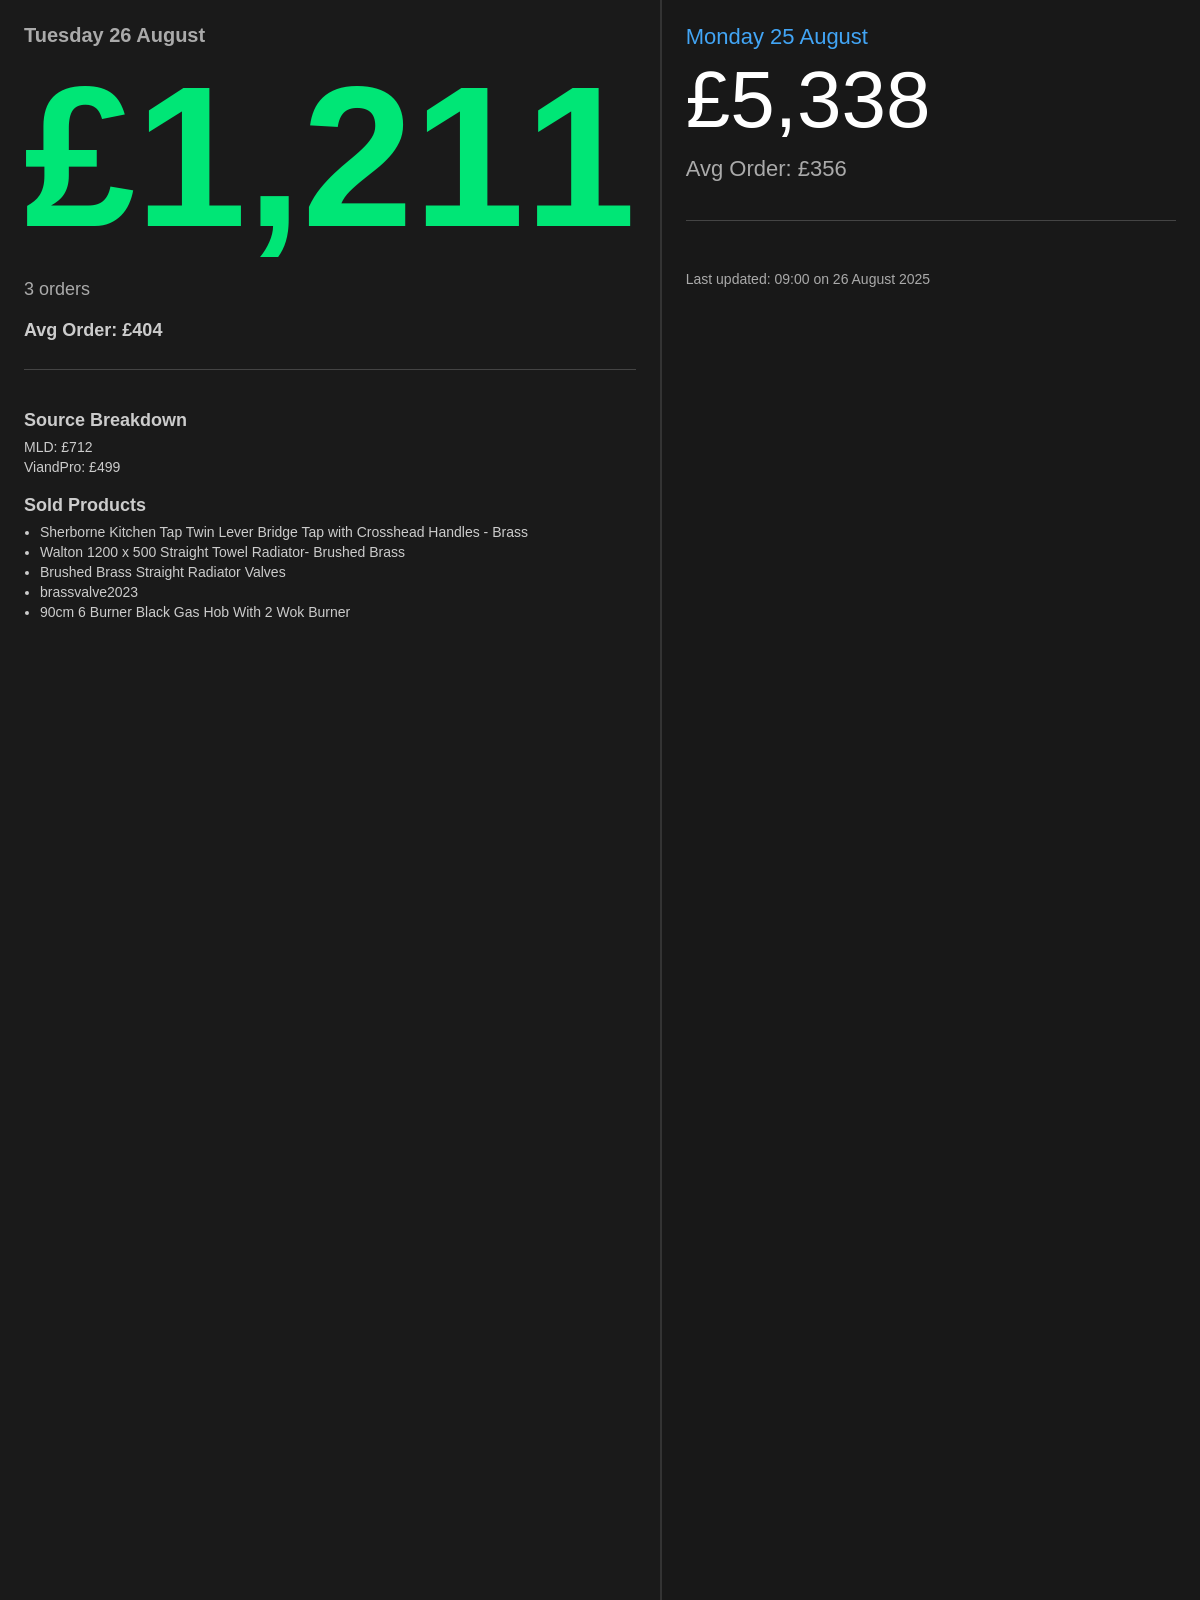 Tuesday 26 August
£1,211
3 orders
Avg Order: £404
Source Breakdown
MLD: £712
ViandPro: £499
Sold Products
• Sherborne Kitchen Tap Twin Lever Bridge Tap with Crosshead Handles - Brass
• Walton 1200 x 500 Straight Towel Radiator- Brushed Brass
• Brushed Brass Straight Radiator Valves
• brassvalve2023
• 90cm 6 Burner Black Gas Hob With 2 Wok Burner
Monday 25 August
£5,338
Avg Order: £356
Last updated: 09:00 on 26 August 2025